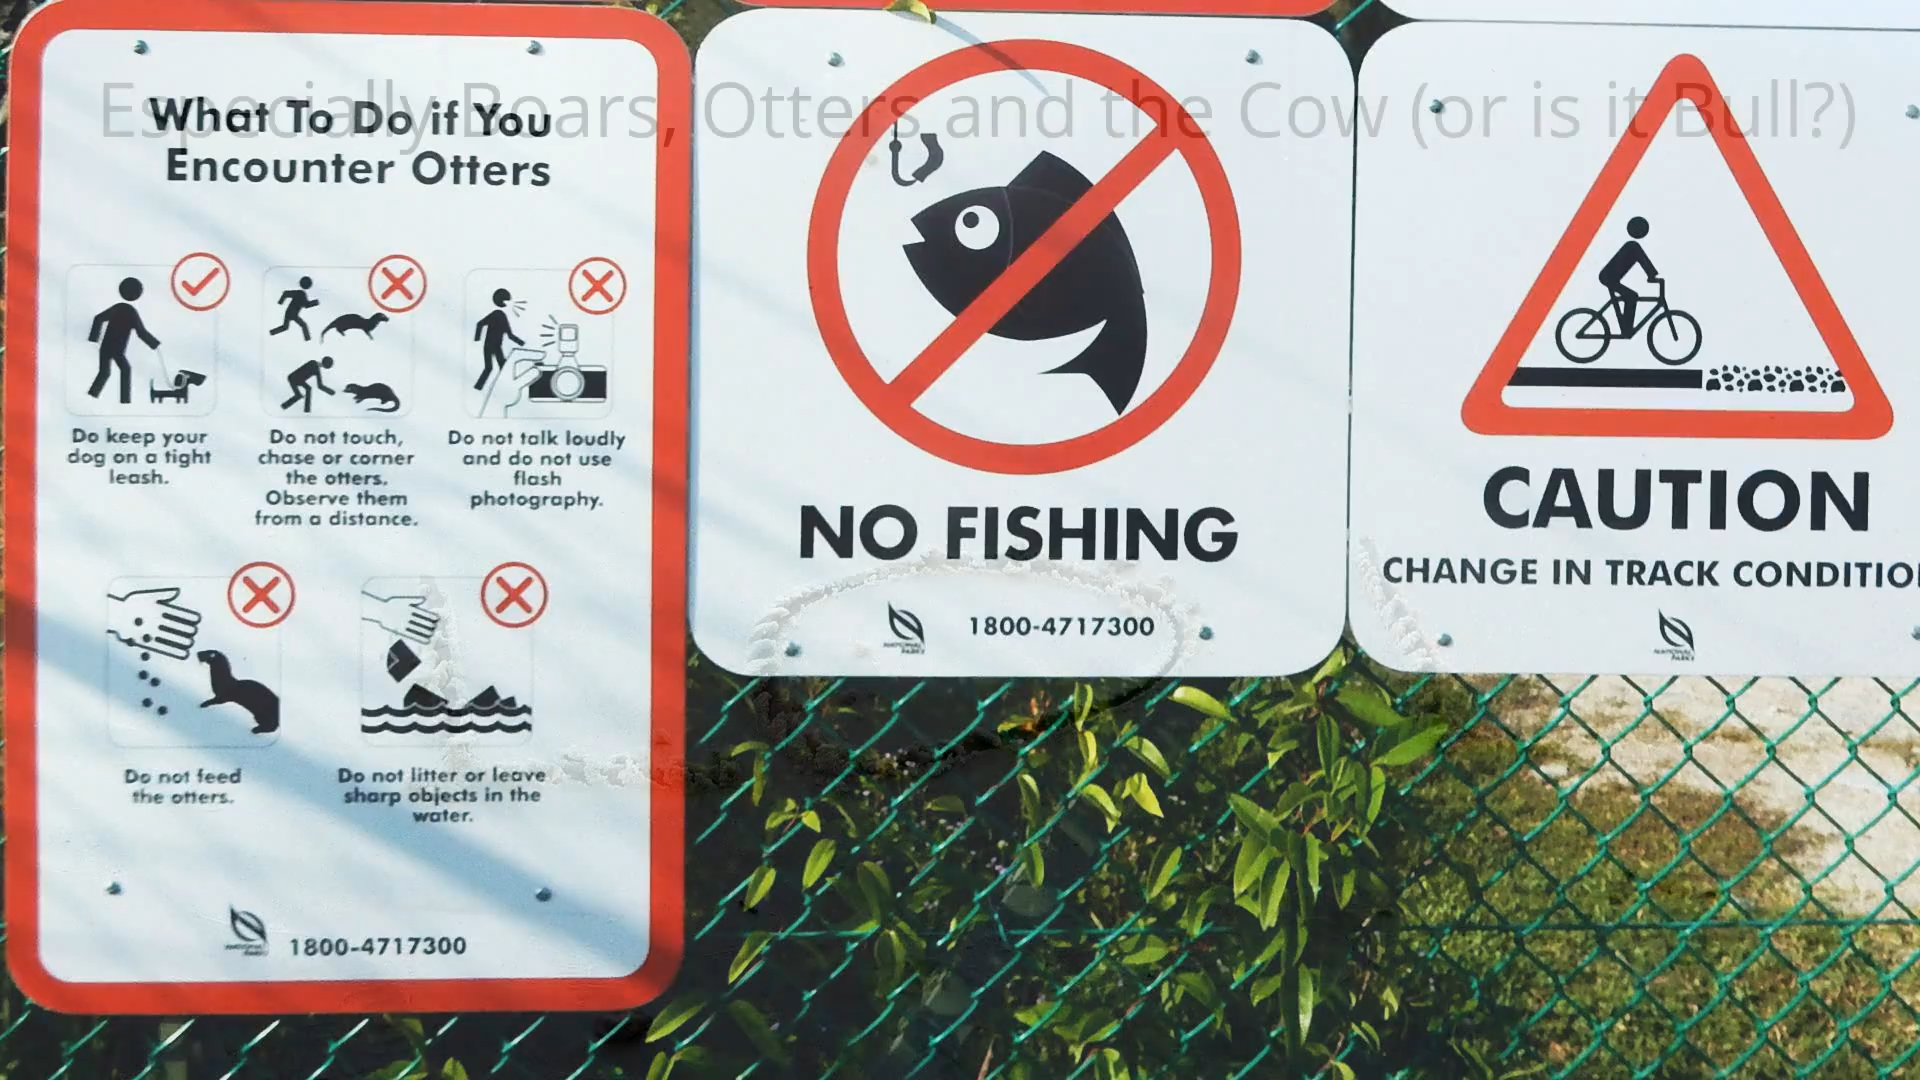 Especially Boars, Otters and the Cow (or is it Bull?)
What To Do if You
Encounter Otters
Do keep your
dog on a tight
leash.
Do not touch,
chase or corner
the otters.
Observe them
from a distance.
Do not talk loudly
and do not use
flash
photography.
Do not feed
the otters.
Do not litter or leave
sharp objects in the
water.
1800-4717300
NO FISHING
1800-4717300
CAUTION
CHANGE IN TRACK CONDITIO